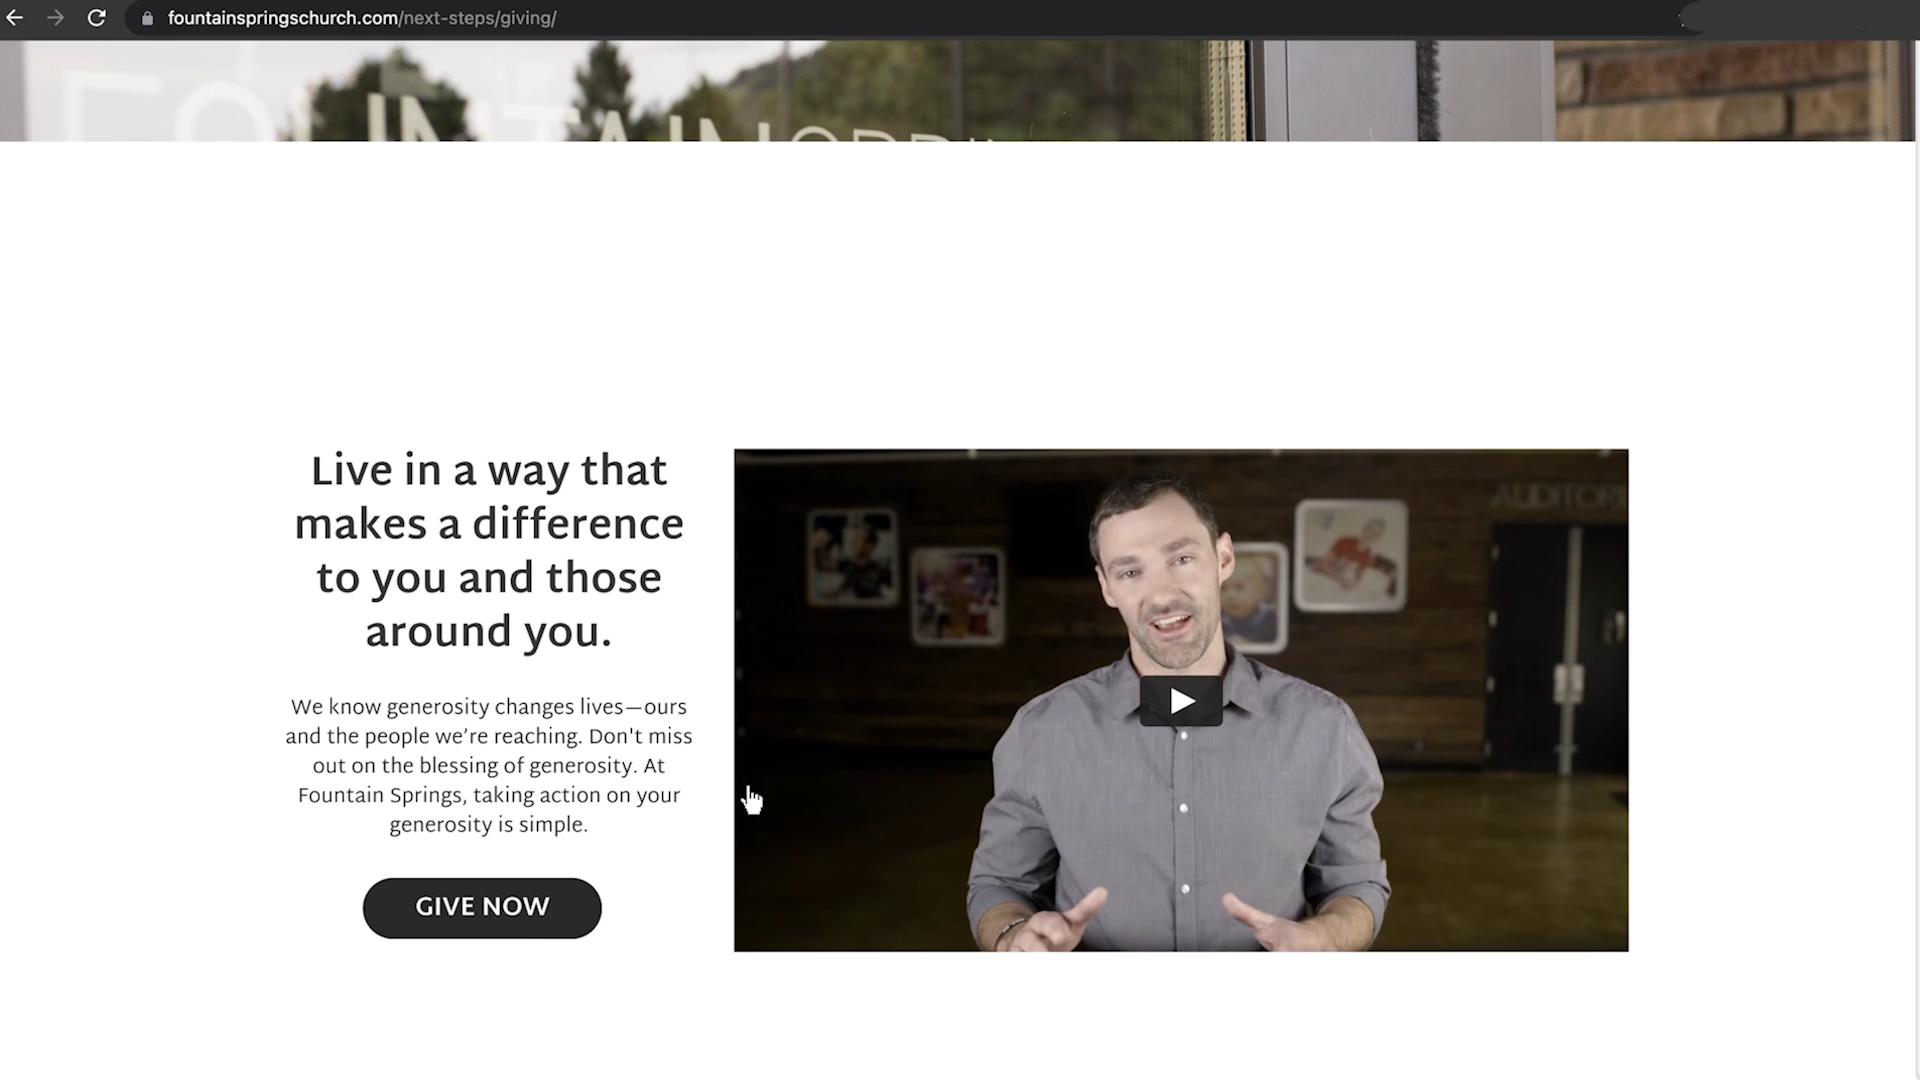 fountainspringschurch.com/next-steps/giving/
FOUNTAIN
Live in a way that
makes a difference
to you and those
around you.
We know generosity changes lives—ours
and the people we’re reaching. Don't miss
out on the blessing of generosity. At
Fountain Springs, taking action on your
generosity is simple.
GIVE NOW